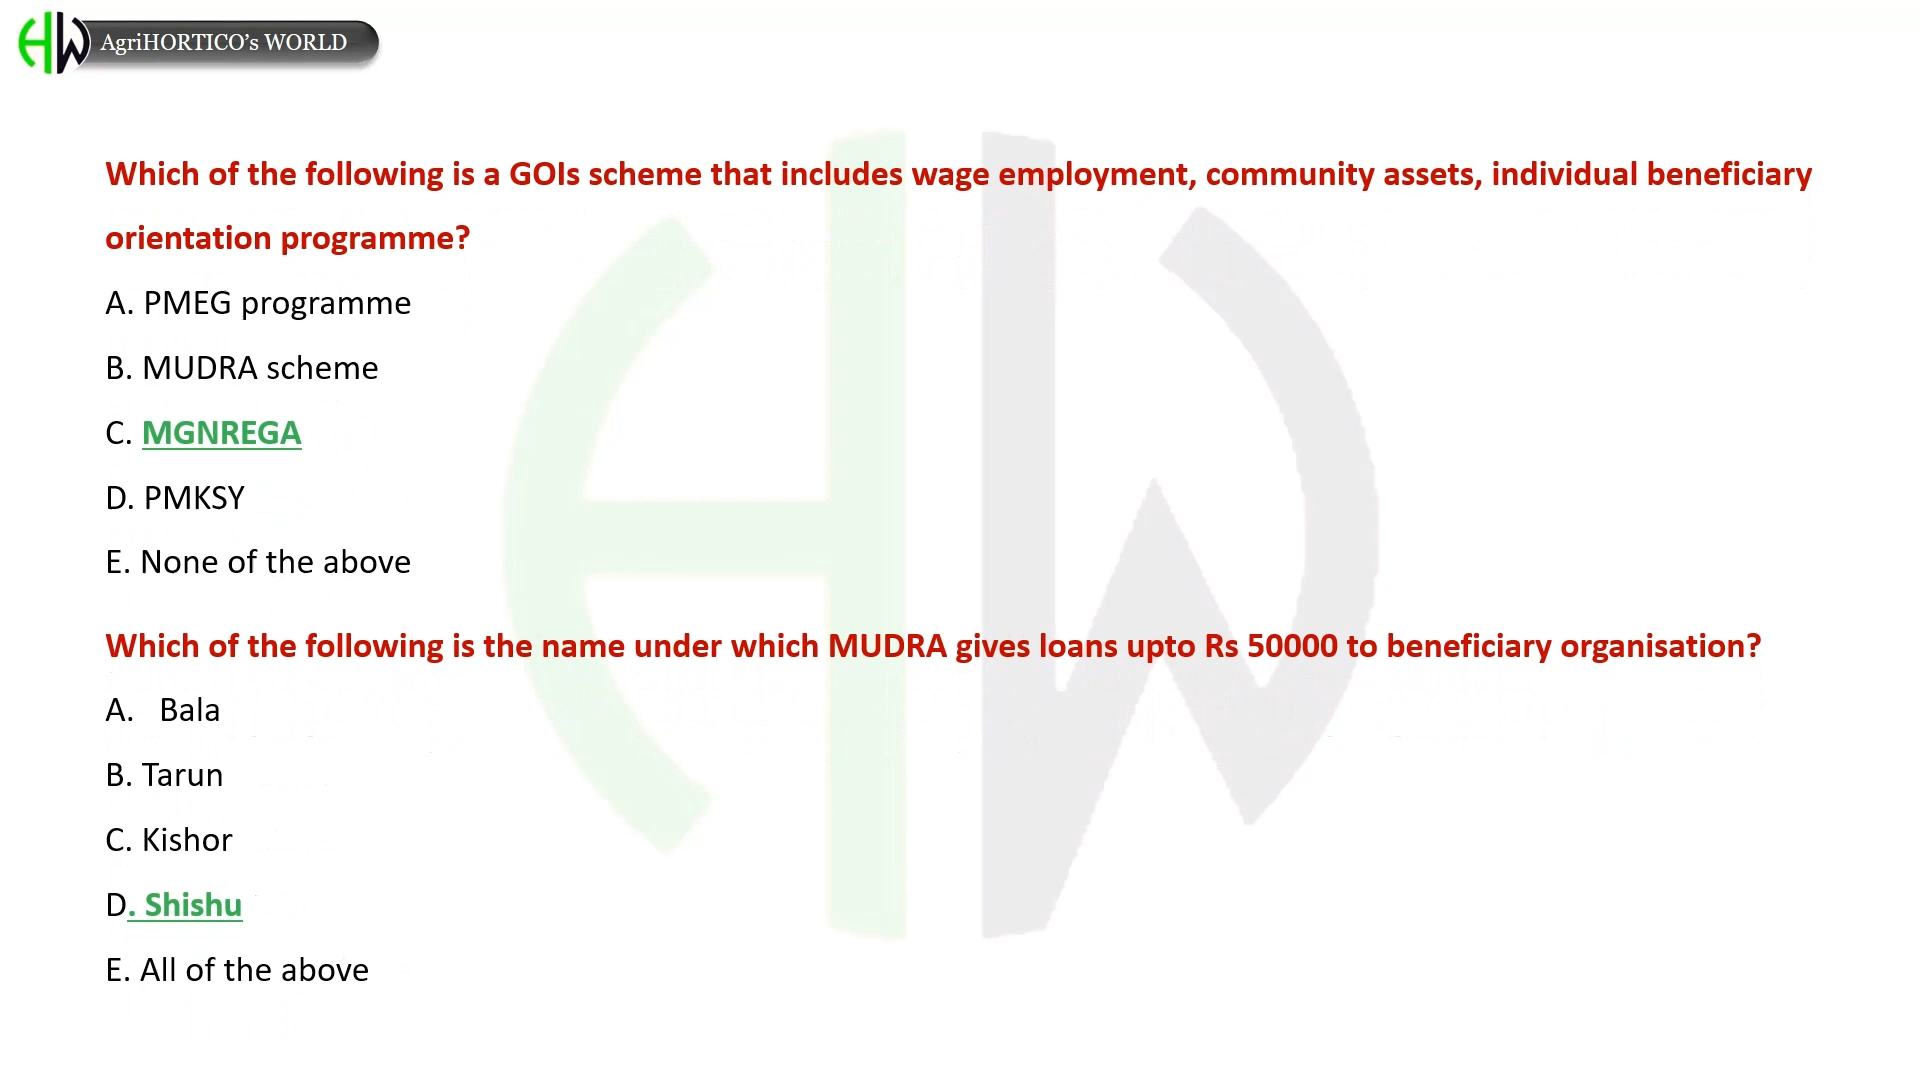 AgriHORTICO's WORLD
Which of the following is a GOIs scheme that includes wage employment, community assets, individual beneficiary
orientation programme?
A. PMEG programme
B. MUDRA scheme
C. MGNREGA
D. PMKSY
E. None of the above
Which of the following is the name under which MUDRA gives loans upto Rs 50000 to beneficiary organisation?
A. Bala
B. Tarun
C. Kishor
D. Shishu
E. All of the above